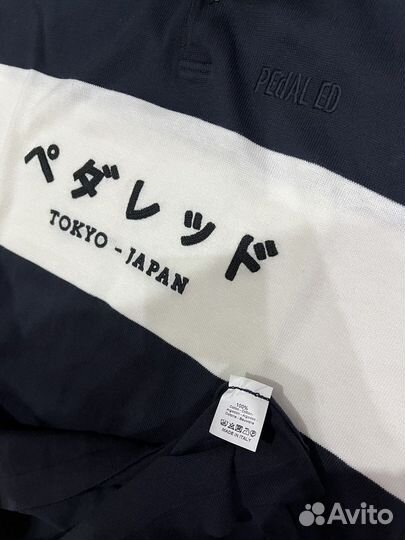 PEdAL ED
ペダレッド
TOKYO - JAPAN
100%
MADE IN ITALY
Avito